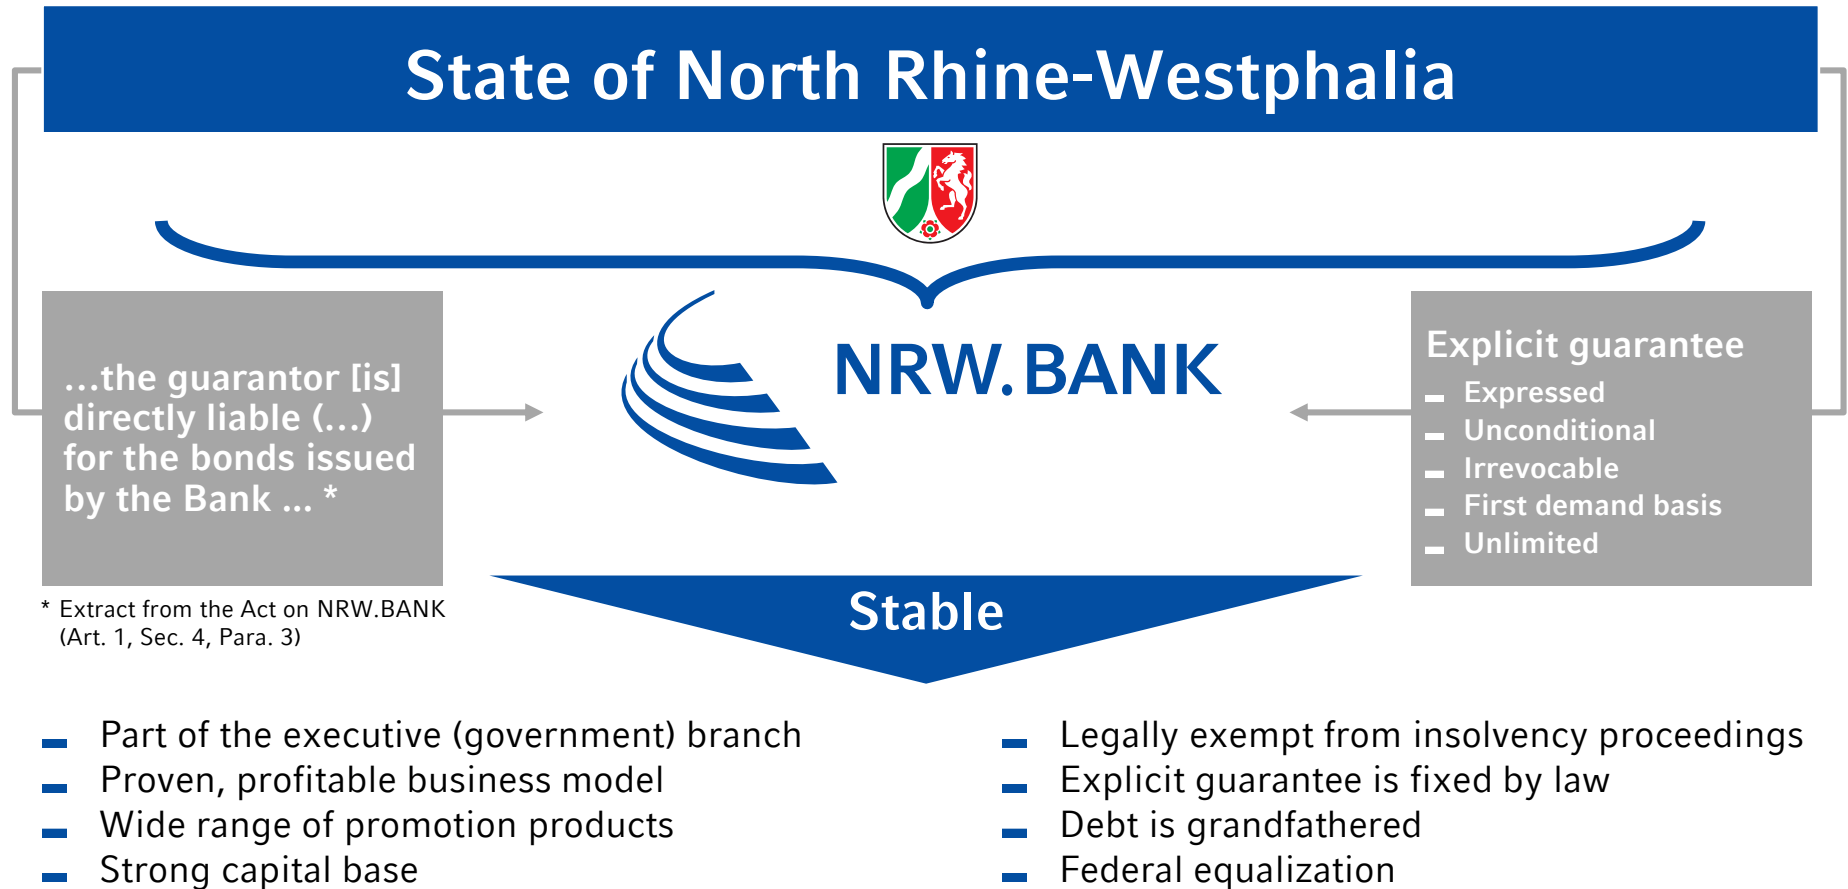 State of North Rhine-Westphalia
...the guarantor [is]
directly liable (...)
for the bonds issued
by the Bank ... *
* Extract from the Act on NRW.BANK
(Art. 1, Sec. 4, Para. 3)
NRW.BANK
Explicit guarantee
Expressed
Unconditional
Irrevocable
First demand basis
Unlimited
Stable
Part of the executive (government) branch
Proven, profitable business model
Wide range of promotion products
Strong capital base
Legally exempt from insolvency proceedings
Explicit guarantee is fixed by law
Debt is grandfathered
Federal equalization